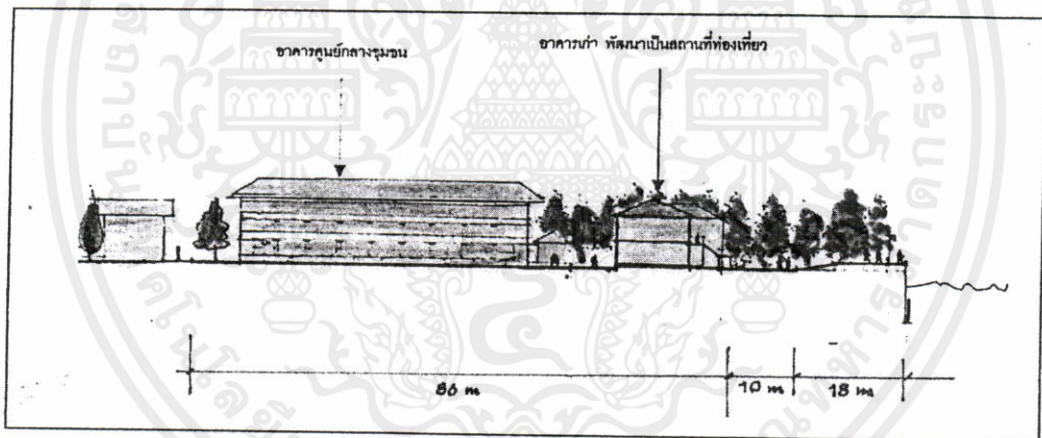 อาคารศูนย์กลางชุมชน
อาคารเก่า พัฒนาเป็นสถานที่ท่องเที่ยว
86 m
10 m
18 m